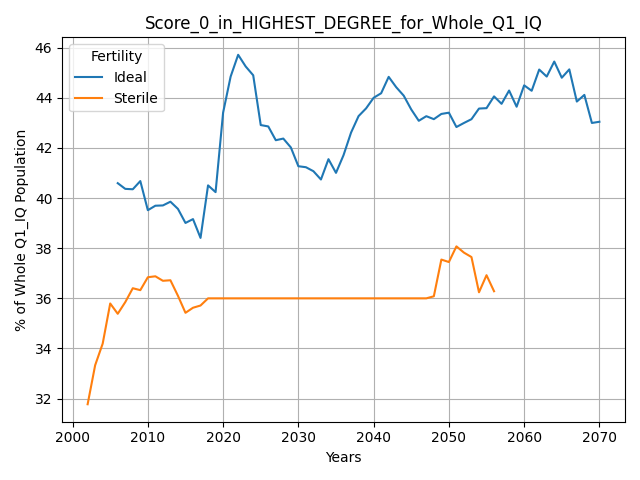 Score_0_in_HIGHEST_DEGREE_for_Whole_Q1_IQ
Fertility
Ideal
Sterile
% of Whole Q1_IQ Population
46
44
42
40
38
36
34
32
2000 2010 2020 2030 2040 2050 2060 2070
Years